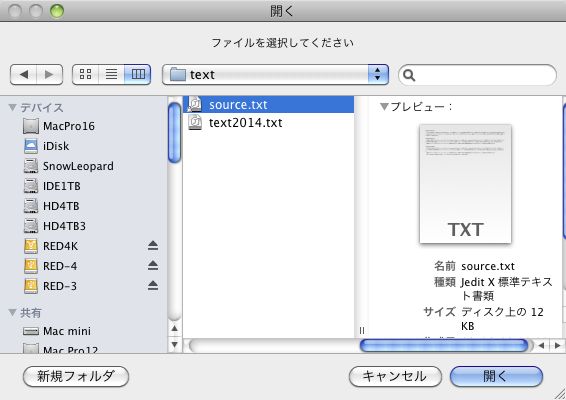 開く
ファイルを選択してください
text
デバイス
MacPro16
iDisk
SnowLeopard
IDE1TB
HD4TB
HD4TB3
RED4K
RED-4
RED-3
共有
Mac mini
Mac Pro12
source.txt
text2014.txt
プレビュー：
TXT
名前 source.txt
種類 Jedit X 標準テキス
ト書類
サイズ ディスク上の 12
KB
新規フォルダ
キャンセル
開く